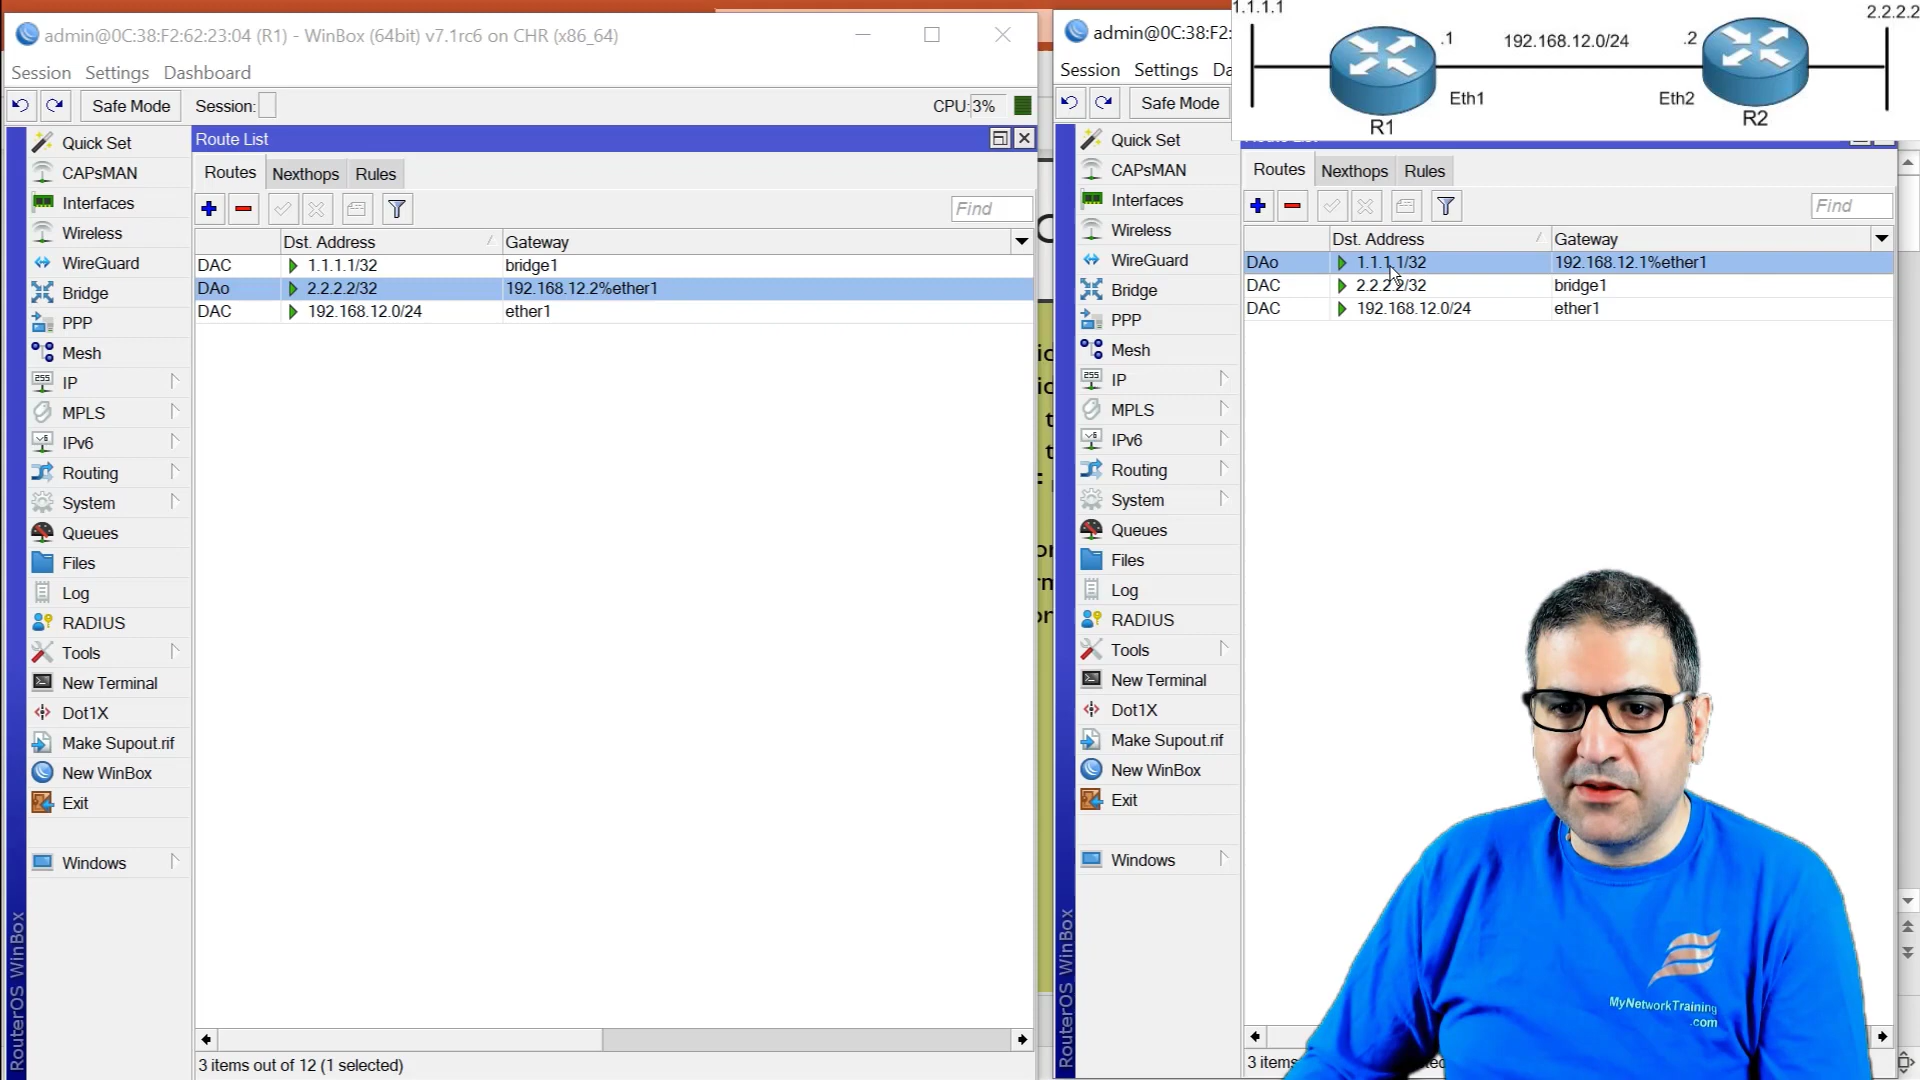 admin@0C:38:F2:62:23:04 (R1) - WinBox (64bit) v7.1rc6 on CHR (x86_64)
Session Settings Dashboard
Safe Mode Session: CPU:3%
Quick Set
CAPsMAN
Interfaces
Wireless
WireGuard
Bridge
PPP
Mesh
IP
MPLS
IPv6
Routing
System
Queues
Files
Log
RADIUS
Tools
New Terminal
Dot1X
Make Supout.rif
New WinBox
Exit
Windows
RouterOS WinBox
Route List
Routes Nexthops Rules
Find
Dst. Address Gateway
DAC 1.1.1.1/32 bridge1
DAo 2.2.2.2/32 192.168.12.2%ether1
DAC 192.168.12.0/24 ether1
3 items out of 12 (1 selected)
admin@0C:38:F2:
Session Settings Da
Safe Mode
Quick Set
CAPsMAN
Interfaces
Wireless
WireGuard
Bridge
PPP
Mesh
IP
MPLS
IPv6
Routing
System
Queues
Files
Log
RADIUS
Tools
New Terminal
Dot1X
Make Supout.rif
New WinBox
Exit
Windows
RouterOS WinBox
1.1.1.1
2.2.2.2
.1 192.168.12.0/24 .2
Eth1 Eth2
R1 R2
Routes Nexthops Rules
Find
Dst. Address Gateway
DAo 1.1.1.1/32 192.168.12.1%ether1
DAC 2.2.2.2/32 bridge1
DAC 192.168.12.0/24 ether1
3 items
MyNetworkTraining
.com